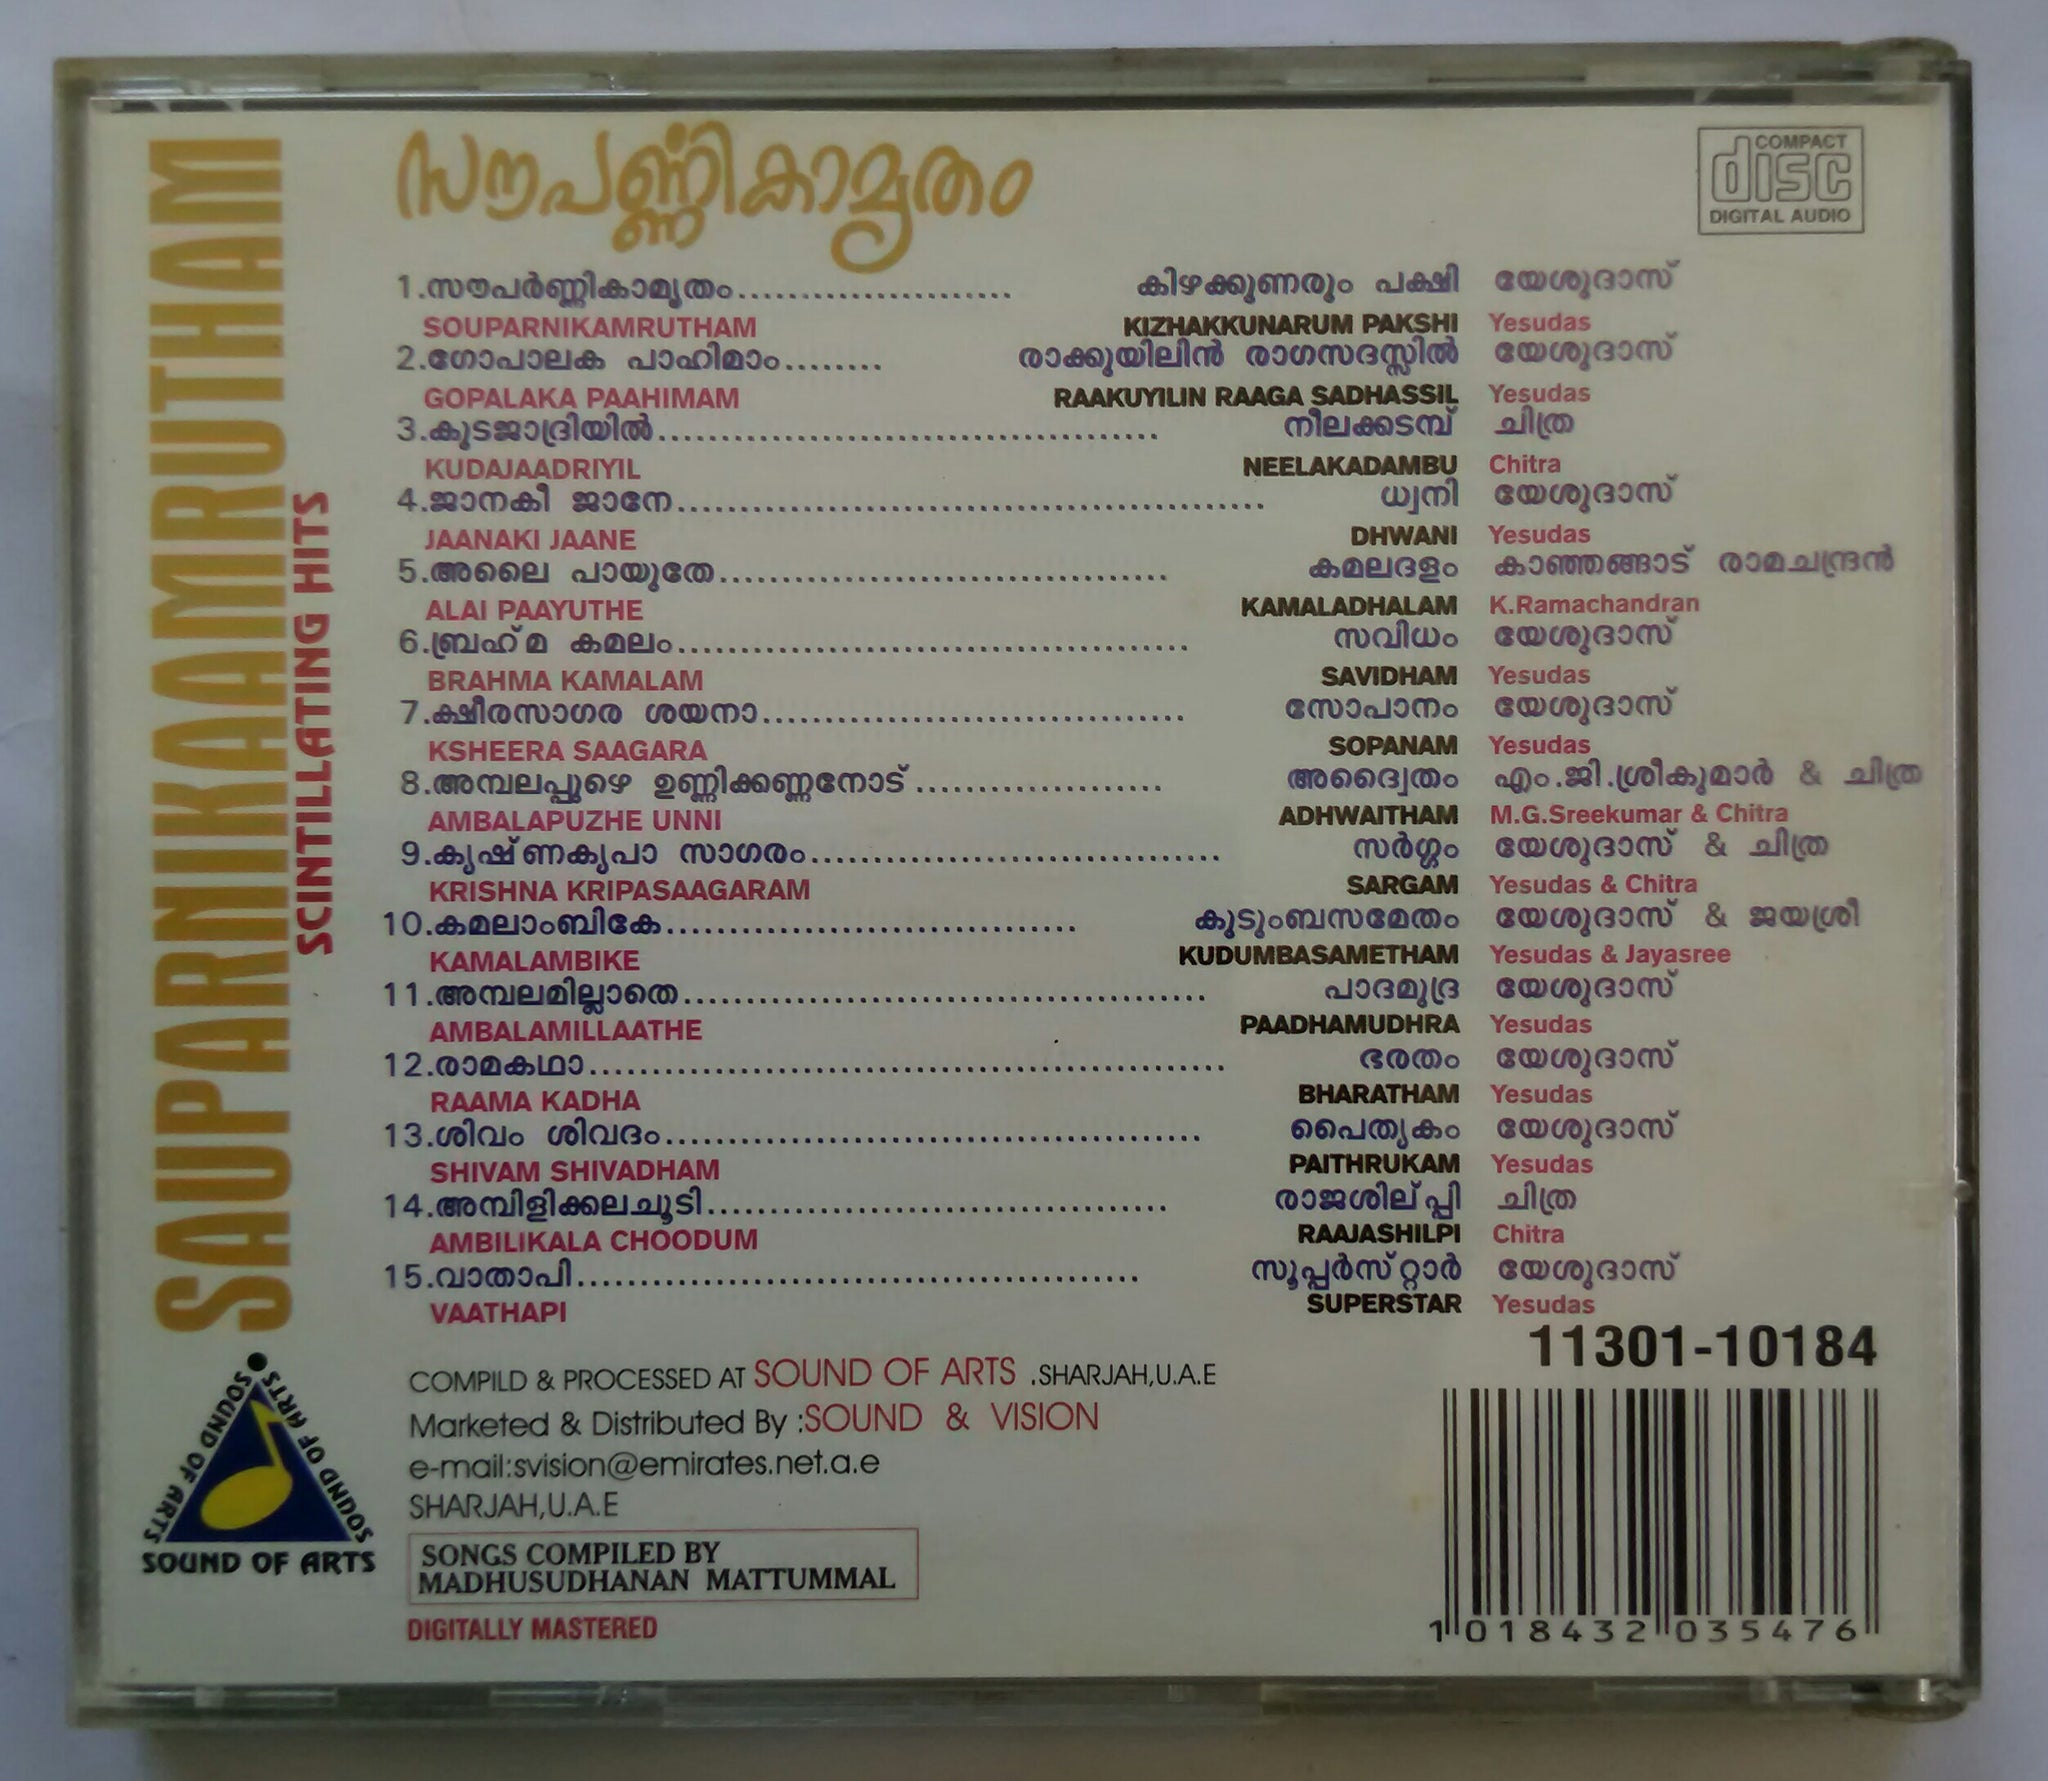 SAUPARNIKAAMRUTHAM
SCINTILLATING HITS
സൗപര്‍ണ്ണികാമൃതം
COMPACT
disc
DIGITAL AUDIO
1.സൗപർണ്ണികാമൃതം...................... കിഴക്കുണരും പക്ഷി യേശുദാസ്
SOUPARNIKAMRUTHAM KIZHAKKUNARUM PAKSHI Yesudas
2.ഗോപാലക പാഹിമാം........ രാക്കുയിലിൻ രാഗസദസ്സിൽ യേശുദാസ്
GOPALAKA PAAHIMAM RAAKUYILIN RAAGA SADHASSIL Yesudas
3.കുടജാദ്രിയിൽ........................................ നീലക്കടമ്പ് ചിത്ര
KUDAJAADRIYIL NEELAKADAMBU Chitra
4.ജാനകീ ജാനേ............................................... ധ്വനി യേശുദാസ്
JAANAKI JAANE DHWANI Yesudas
5.അലൈ പായുതേ.................................... കമലദളം കാഞ്ഞങ്ങാട് രാമചന്ദ്രൻ
ALAI PAAYUTHE KAMALADHALAM K.Ramachandran
6.ബ്രഹ്മ കമലം......................................... സവിധം യേശുദാസ്
BRAHMA KAMALAM SAVIDHAM Yesudas
7.ക്ഷീരസാഗര ശയനാ.................................. സോപാനം യേശുദാസ്
KSHEERA SAAGARA SOPANAM Yesudas
8.അമ്പലപ്പുഴെ ഉണ്ണിക്കണ്ണനോട്.................... അദ്വൈതം എം.ജി.ശ്രീകുമാർ & ചിത്ര
AMBALAPUZHE UNNI ADHWAITHAM M.G.Sreekumar & Chitra
9.കൃഷ്ണകൃപാ സാഗരം................................. സർഗ്ഗം യേശുദാസ് & ചിത്ര
KRISHNA KRIPASAAGARAM SARGAM Yesudas & Chitra
10.കമലാംബികേ................................. കുടുംബസമേതം യേശുദാസ് & ജയശ്രീ
KAMALAMBIKE KUDUMBASAMETHAM Yesudas & Jayasree
11.അമ്പലമില്ലാതെ.......................................... പാദമുദ്ര യേശുദാസ്
AMBALAMILLAATHE PAADHAMUDHRA Yesudas
12.രാമകഥാ................................................... ഭരതം യേശുദാസ്
RAAMA KADHA BHARATHAM Yesudas
13.ശിവം ശിവദം........................................... പൈതൃകം യേശുദാസ്
SHIVAM SHIVADHAM PAITHRUKAM Yesudas
14.അമ്പിളിക്കലചൂടി..................................... രാജശില്പ്പി ചിത്ര
AMBILIKALA CHOODUM RAAJASHILPI Chitra
15.വാതാപി............................................. സൂപ്പർസ്റ്റാർ യേശുദാസ്
VAATHAPI SUPERSTAR Yesudas
11301-10184
COMPILD & PROCESSED AT SOUND OF ARTS .SHARJAH,U.A.E
Marketed & Distributed By :SOUND & VISION
e-mail:svision@emirates.net.a.e
SHARJAH,U.A.E
SONGS COMPILED BY
MADHUSUDHANAN MATTUMMAL
DIGITALLY MASTERED
SOUND OF ARTS
SOUND OF ARTS
SOUND OF ARTS
1 018432 035476